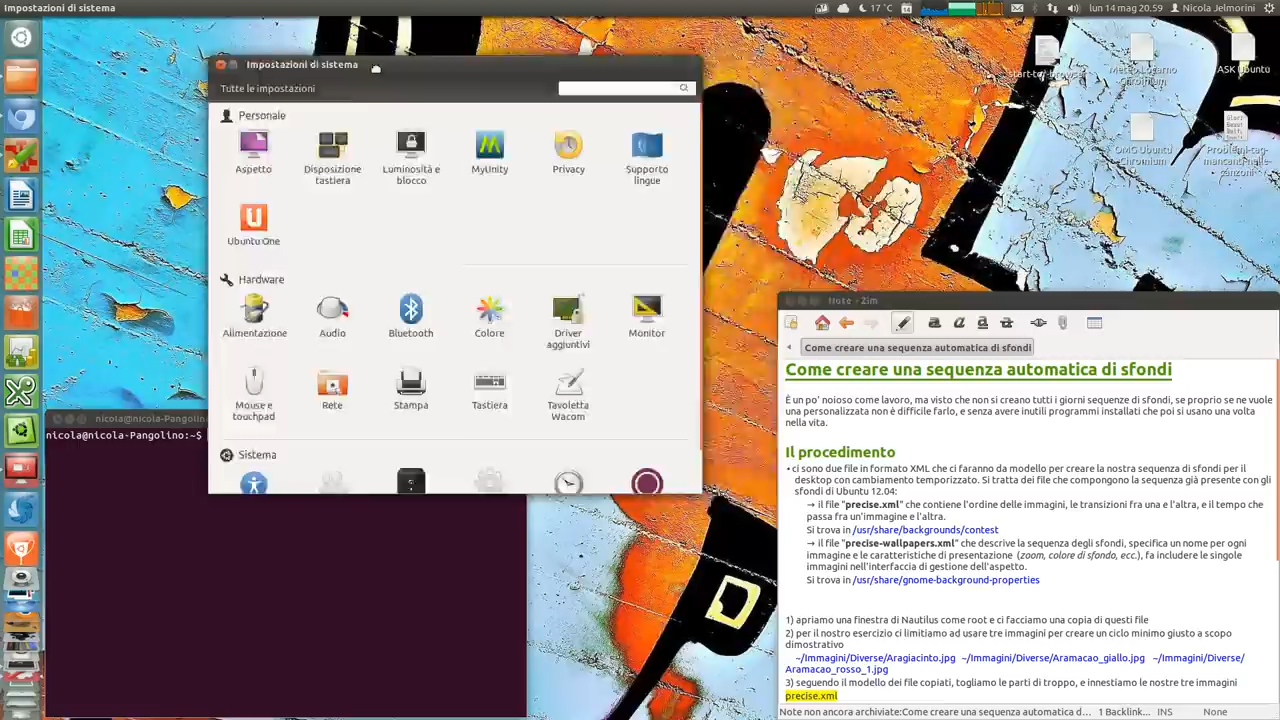 Impostazioni di sistema
17 °C
lun 14 mag 20.59
Nicola Jelmorini
Impostazioni di sistema
Tutte le impostazioni
Personale
Aspetto
Disposizione tastiera
Luminosità e blocco
MyUnity
Privacy
Supporto lingue
Ubuntu One
Hardware
Alimentazione
Audio
Bluetooth
Colore
Driver aggiuntivi
Monitor
Mouse e touchpad
Rete
Stampa
Tastiera
Tavoletta Wacom
Sistema
nicola@nicola-Pangolino:
nicola@nicola-Pangolino:~$
start-tor-browser
Meteo Locarno Chromium
ASK Ubuntu
OMG Ubuntu Chromium
Note - Zim
Come creare una sequenza automatica di sfondi
Come creare una sequenza automatica di sfondi
È un po' noioso come lavoro, ma visto che non si creano tutti i giorni sequenze di sfondi, se proprio se ne vuole
una personalizzata non è difficile farlo, e senza avere inutili programmi installati che poi si usano una volta
nella vita.
Il procedimento
• ci sono due file in formato XML che ci faranno da modello per creare la nostra sequenza di sfondi per il
desktop con cambiamento temporizzato. Si tratta dei file che compongono la sequenza già presente con gli
sfondi di Ubuntu 12.04:
→ il file "precise.xml" che contiene l'ordine delle immagini, le transizioni fra una e l'altra, e il tempo che
passa fra un'immagine e l'altra.
Si trova in /usr/share/backgrounds/contest
→ il file "precise-wallpapers.xml" che descrive la sequenza degli sfondi, specifica un nome per ogni
immagine e le caratteristiche di presentazione (zoom, colore di sfondo, ecc.), fa includere le singole
immagini nell'interfaccia di gestione dell'aspetto.
Si trova in /usr/share/gnome-background-properties
1) apriamo una finestra di Nautilus come root e ci facciamo una copia di questi file
2) per il nostro esercizio ci limitiamo ad usare tre immagini per creare un ciclo minimo giusto a scopo
dimostrativo
~/Immagini/Diverse/Aragiacinto.jpg ~/Immagini/Diverse/Aramacao_giallo.jpg ~/Immagini/Diverse/
Aramacao_rosso_1.jpg
3) seguendo il modello dei file copiati, togliamo le parti di troppo, e innestiamo le nostre tre immagini
precise.xml
Note non ancora archiviate:Come creare una sequenza automatica d... 1 Backlink... INS None